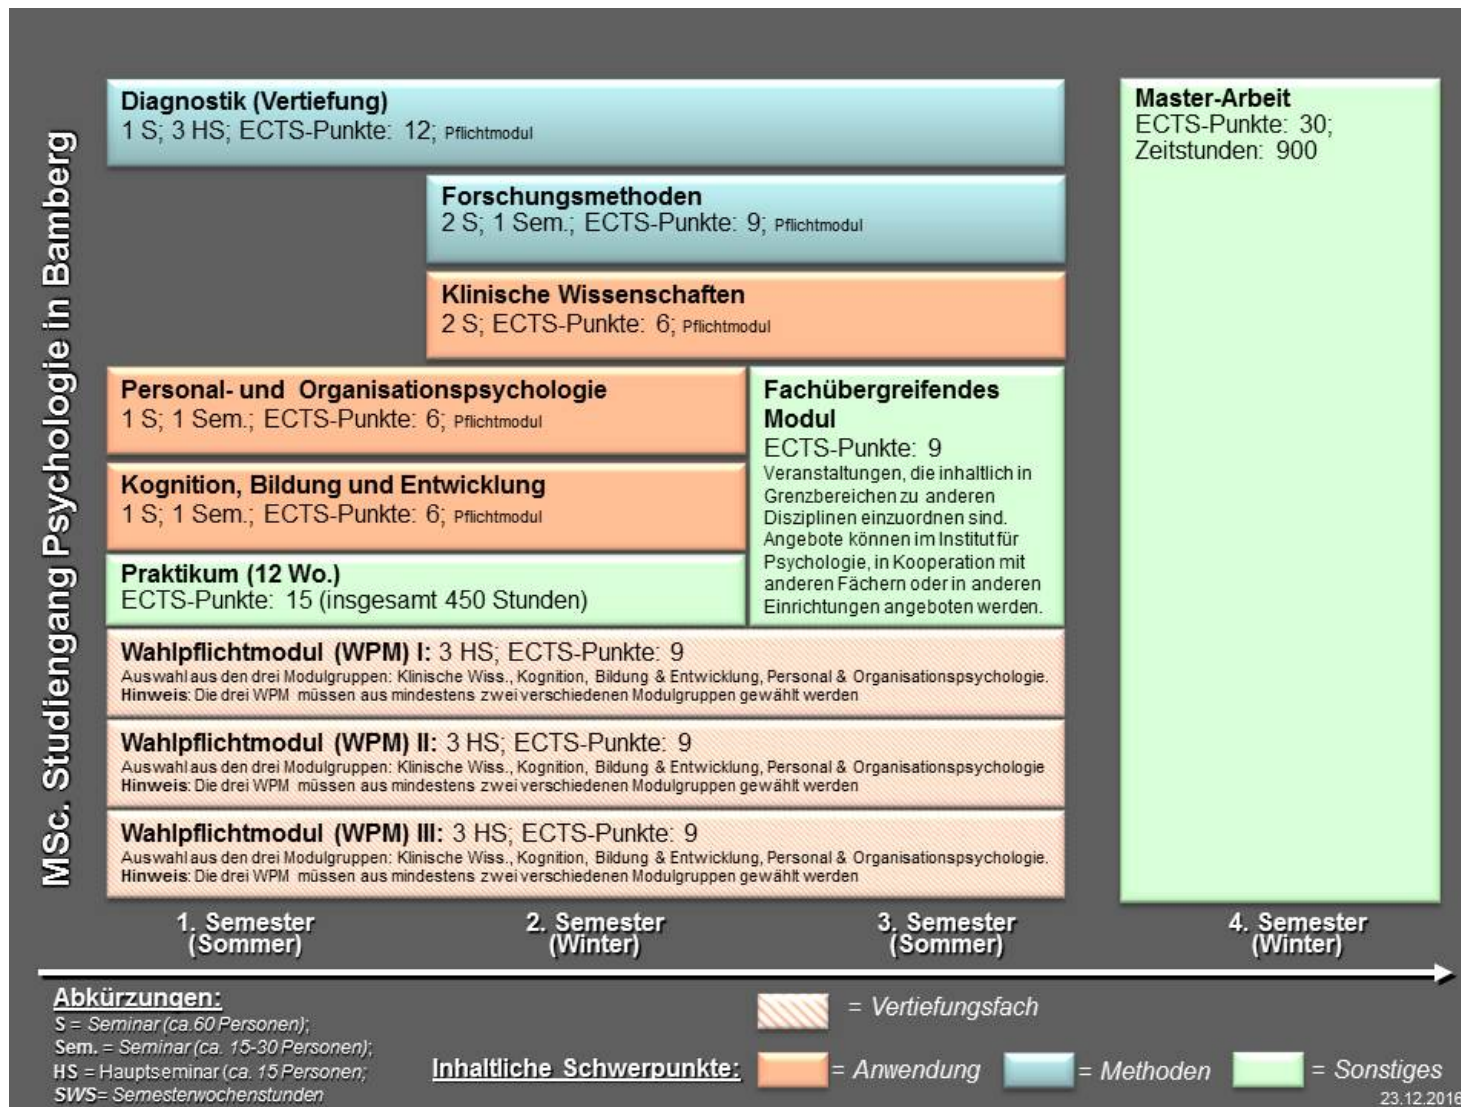 MSc. Studiengang Psychologie in Bamberg
Diagnostik (Vertiefung)
1 S; 3 HS; ECTS-Punkte: 12; Pflichtmodul
Forschungsmethoden
2 S; 1 Sem.; ECTS-Punkte: 9; Pflichtmodul
Klinische Wissenschaften
2 S; ECTS-Punkte: 6; Pflichtmodul
Personal- und Organisationspsychologie
1 S; 1 Sem.; ECTS-Punkte: 6; Pflichtmodul
Kognition, Bildung und Entwicklung
1 S; 1 Sem.; ECTS-Punkte: 6; Pflichtmodul
Praktikum (12 Wo.)
ECTS-Punkte: 15 (insgesamt 450 Stunden)
Fachübergreifendes
Modul
ECTS-Punkte: 9
Veranstaltungen, die inhaltlich in
Grenzbereichen zu anderen
Disziplinen einzuordnen sind.
Angebote können im Institut für
Psychologie, in Kooperation mit
anderen Fächern oder in anderen
Einrichtungen angeboten werden.
Wahlpflichtmodul (WPM) I: 3 HS; ECTS-Punkte: 9
Auswahl aus den drei Modulgruppen: Klinische Wiss., Kognition, Bildung & Entwicklung, Personal & Organisationspsychologie.
Hinweis: Die drei WPM müssen aus mindestens zwei verschiedenen Modulgruppen gewählt werden
Wahlpflichtmodul (WPM) II: 3 HS; ECTS-Punkte: 9
Auswahl aus den drei Modulgruppen: Klinische Wiss., Kognition, Bildung & Entwicklung, Personal & Organisationspsychologie
Hinweis: Die drei WPM müssen aus mindestens zwei verschiedenen Modulgruppen gewählt werden
Wahlpflichtmodul (WPM) III: 3 HS; ECTS-Punkte: 9
Auswahl aus den drei Modulgruppen: Klinische Wiss., Kognition, Bildung & Entwicklung, Personal & Organisationspsychologie.
Hinweis: Die drei WPM müssen aus mindestens zwei verschiedenen Modulgruppen gewählt werden
Master-Arbeit
ECTS-Punkte: 30;
Zeitstunden: 900
1. Semester
(Sommer)
2. Semester
(Winter)
3. Semester
(Sommer)
4. Semester
(Winter)
Abkürzungen:
S = Seminar (ca.60 Personen);
Sem. = Seminar (ca. 15-30 Personen);
HS = Hauptseminar (ca. 15 Personen;
SWS= Semesterwochenstunden
= Vertiefungsfach
Inhaltliche Schwerpunkte:
= Anwendung
= Methoden
= Sonstiges
23.12.2016